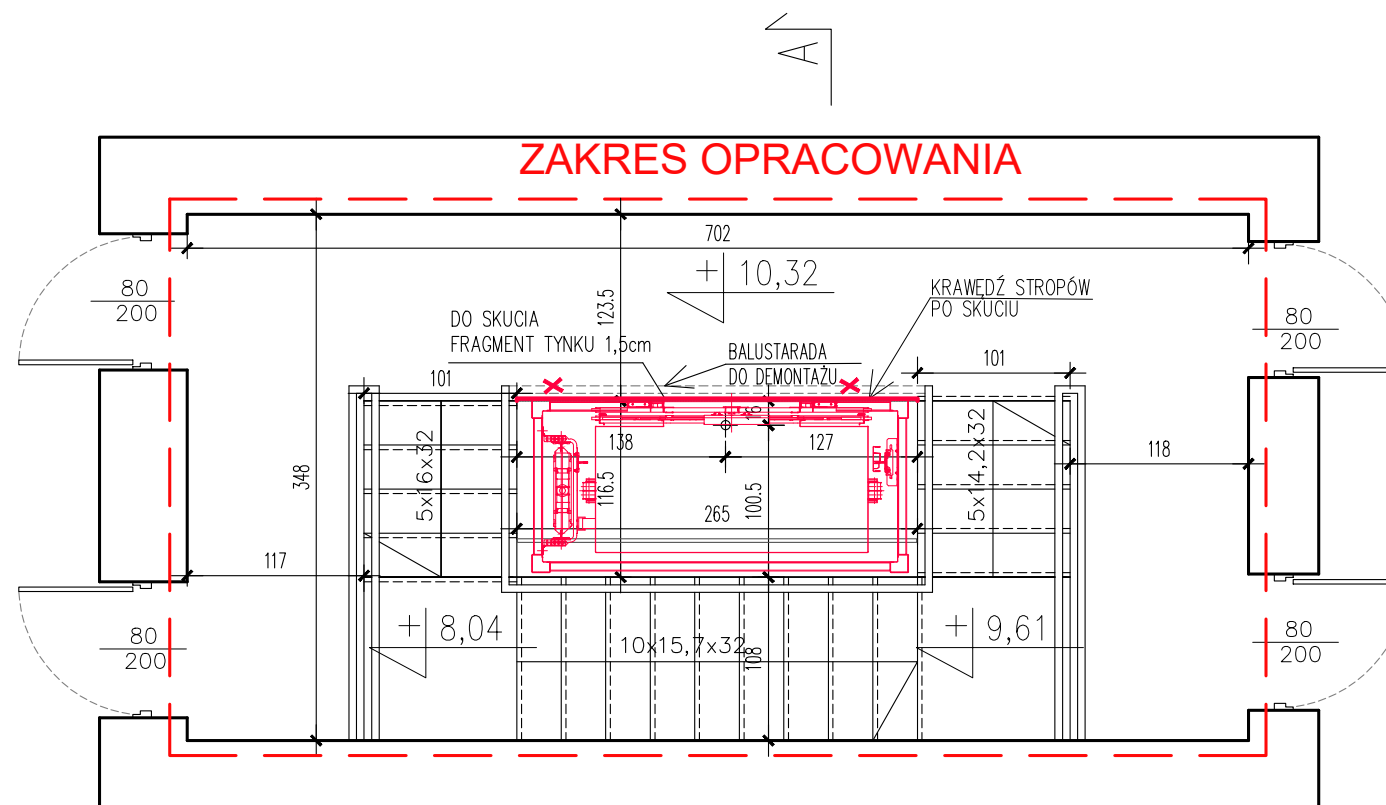 A
ZAKRES OPRACOWANIA
702
80
200
+ 10,32
123.5
KRAWĘDŹ STROPÓW
PO SKUCIU
80
200
DO SKUCIA
FRAGMENT TYNKU 1,5cm
BALUSTARADA
DO DEMONTAŻU
101
101
16
138
127
118
348
5x16x32
116.5
100.5
5x14,2x32
265
117
+ 8,04
10x15,7x32
108
+ 9,61
80
200
80
200